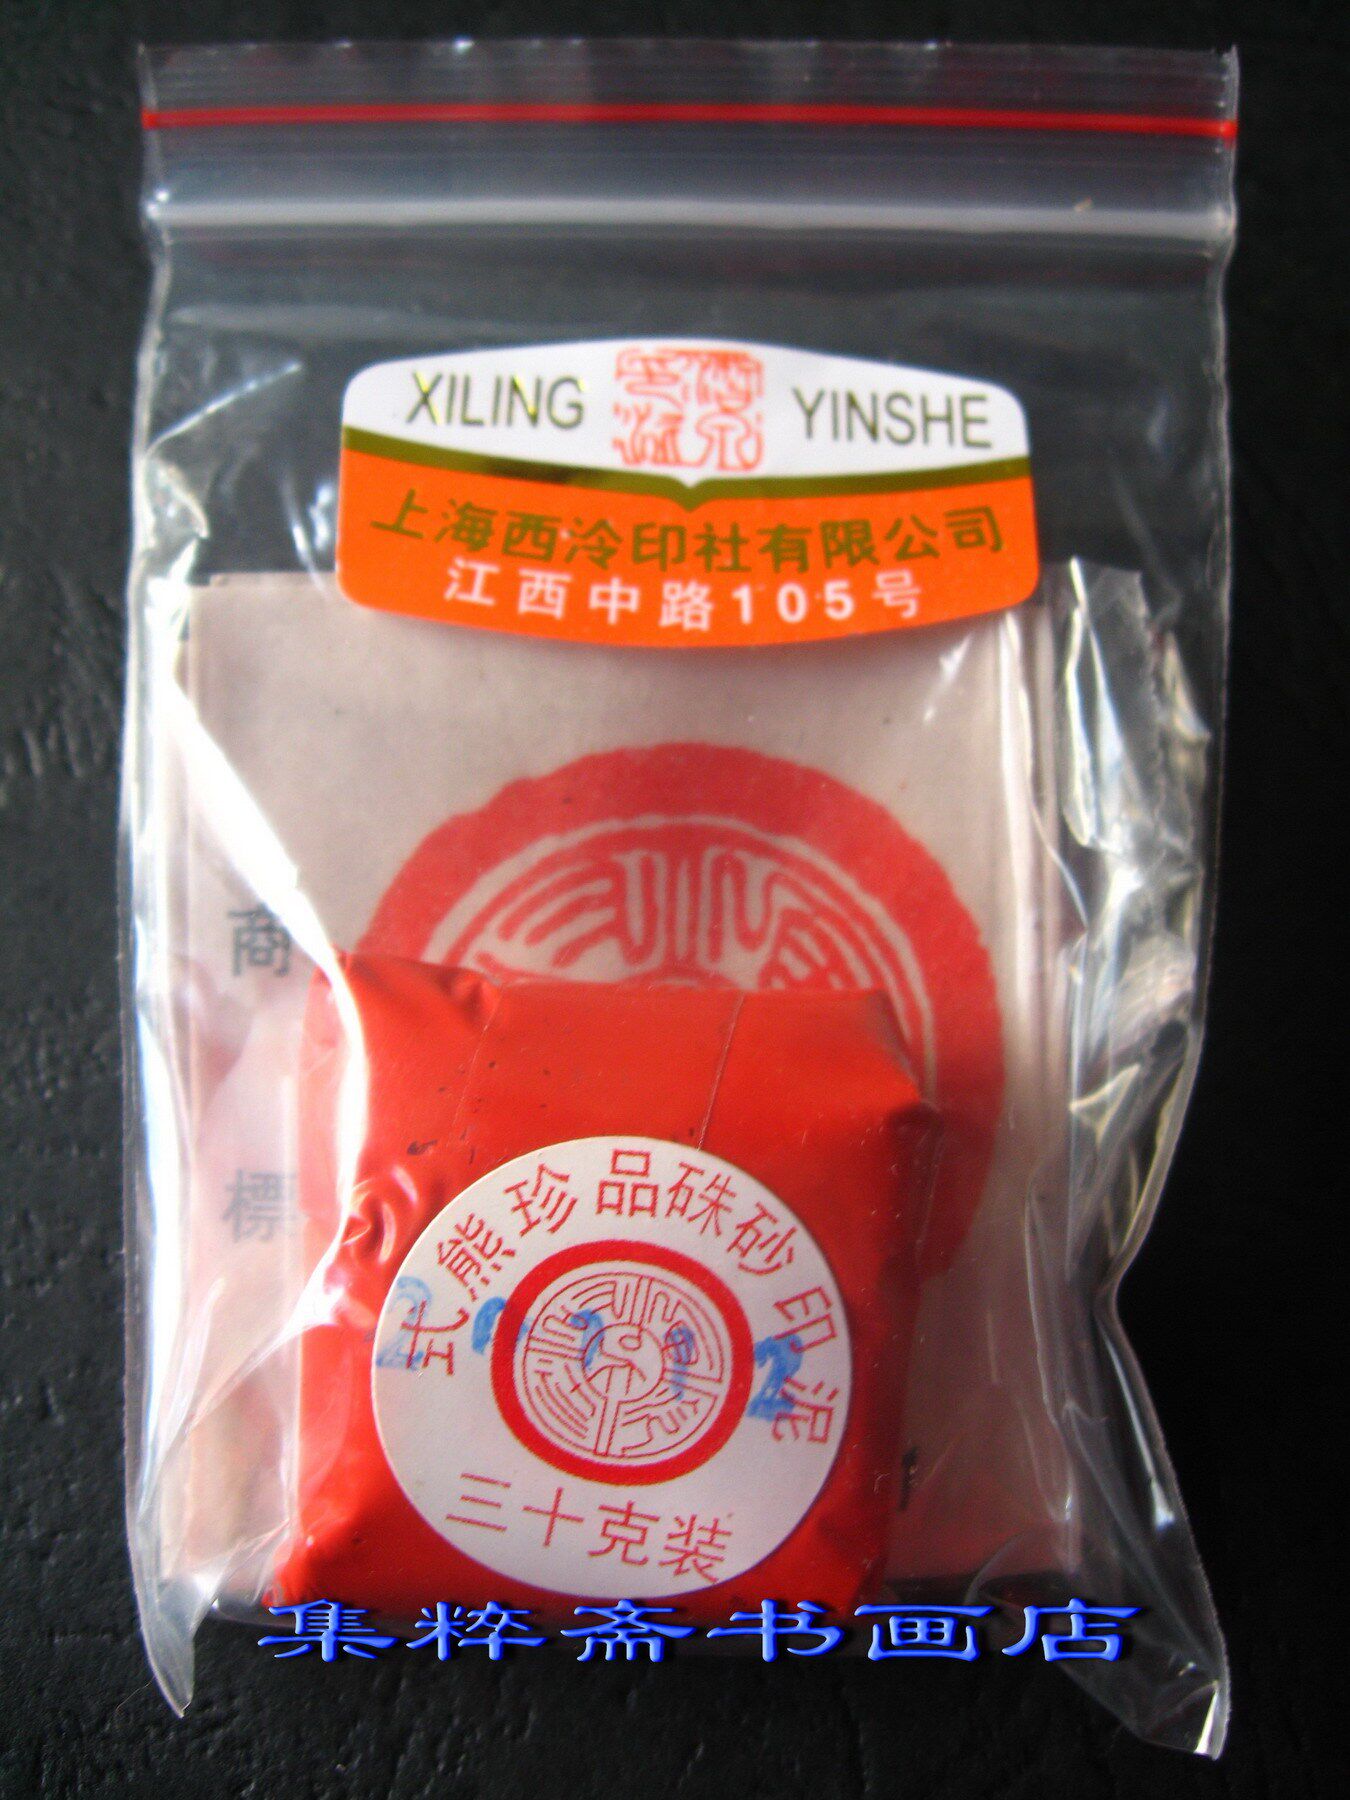 XILING YINSHE
上海西泠印社有限公司
江西中路105号
商
標
式熊珍品硃砂印泥
三十克装
集粹斋书画店